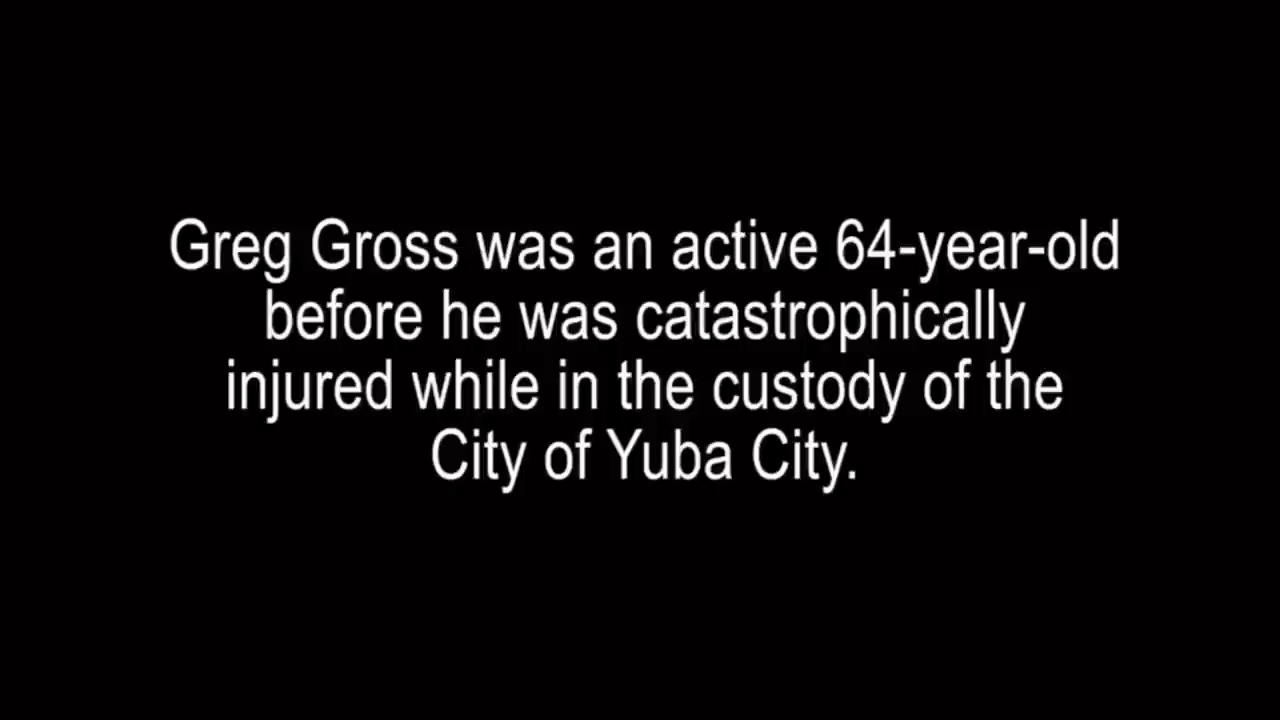 Greg Gross was an active 64-year-old
before he was catastrophically
injured while in the custody of the
City of Yuba City.